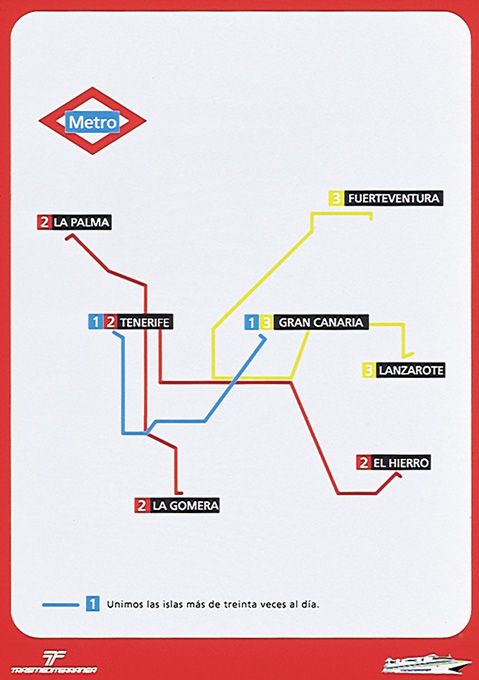 Metro
3 FUERTEVENTURA
2 LA PALMA
1 2 TENERIFE
1 3 GRAN CANARIA
3 LANZAROTE
2 EL HIERRO
2 LA GOMERA
1 Unimos las islas más de treinta veces al día.
TRASMEDITERRANEA